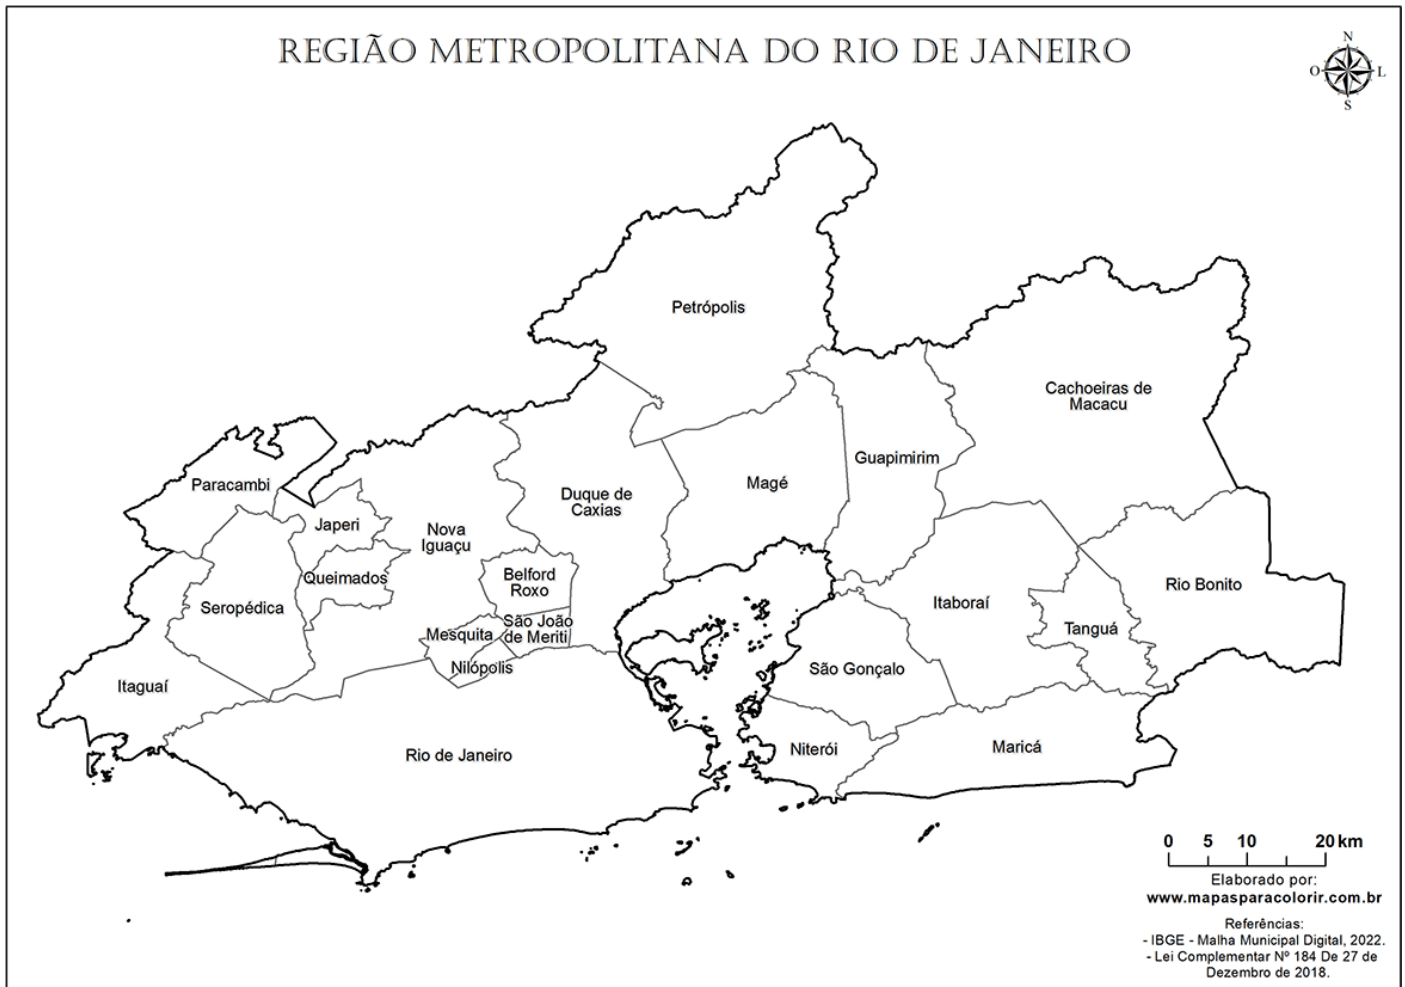 REGIÃO METROPOLITANA DO RIO DE JANEIRO
N
O
L
S
Petrópolis
Cachoeiras de
Macacu
Guapimirim
Paracambi
Magé
Duque de
Caxias
Japeri
Nova
Iguaçu
Queimados
Belford
Roxo
Rio Bonito
Seropédica
Itaboraí
São João
de Meriti
Tanguá
Mesquita
Nilópolis
São Gonçalo
Itaguaí
Rio de Janeiro
Niterói
Maricá
0 5 10 20 km
Elaborado por:
www.mapasparacolorir.com.br
Referências:
- IBGE - Malha Municipal Digital, 2022.
- Lei Complementar Nº 184 De 27 de
Dezembro de 2018.